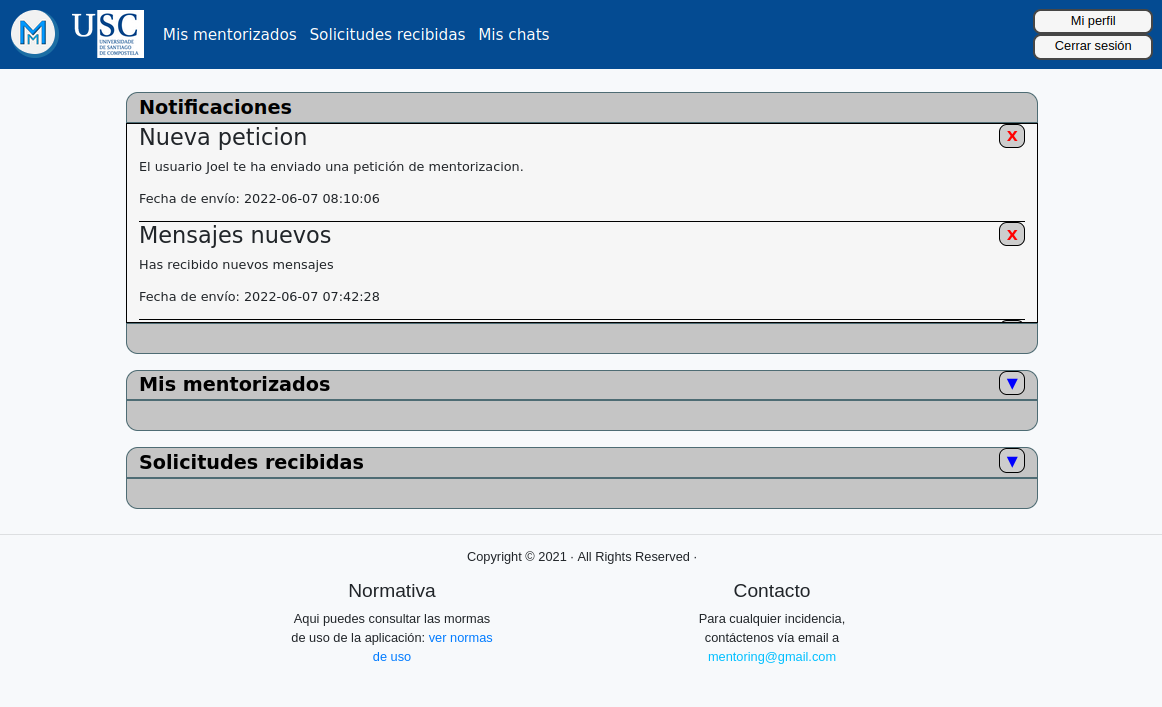 M
USC
UNIVERSIDADE
DE SANTIAGO
DE COMPOSTELA
Mis mentorizados Solicitudes recibidas Mis chats
Mi perfil
Cerrar sesión
Notificaciones
Nueva peticion X
El usuario Joel te ha enviado una petición de mentorizacion.
Fecha de envío: 2022-06-07 08:10:06
Mensajes nuevos X
Has recibido nuevos mensajes
Fecha de envío: 2022-06-07 07:42:28
Mis mentorizados ▼
Solicitudes recibidas ▼
Copyright © 2021 · All Rights Reserved ·
Normativa
Aqui puedes consultar las mormas
de uso de la aplicación: ver normas
de uso
Contacto
Para cualquier incidencia,
contáctenos vía email a
mentoring@gmail.com